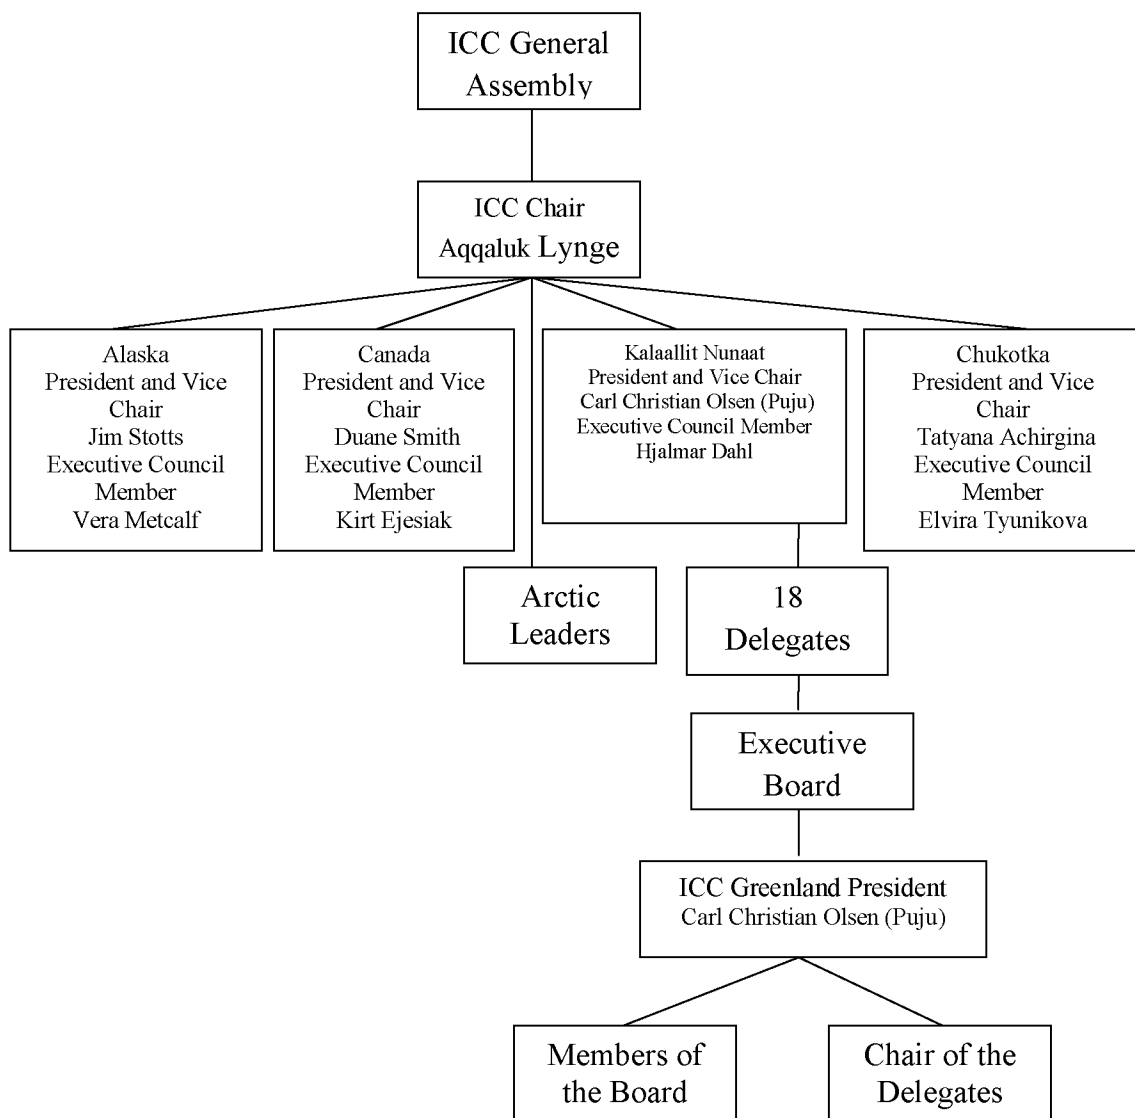 ICC General
Assembly
ICC Chair
Aqqaluk Lynge
Alaska
President and Vice
Chair
Jim Stotts
Executive Council
Member
Vera Metcalf
Canada
President and Vice
Chair
Duane Smith
Executive Council
Member
Kirt Ejesiak
Kalaallit Nunaat
President and Vice Chair
Carl Christian Olsen (Puju)
Executive Council Member
Hjalmar Dahl
Chukotka
President and Vice
Chair
Tatyana Achirgina
Executive Council
Member
Elvira Tyunikova
Arctic
Leaders
18
Delegates
Executive
Board
ICC Greenland President
Carl Christian Olsen (Puju)
Members of
the Board
Chair of the
Delegates